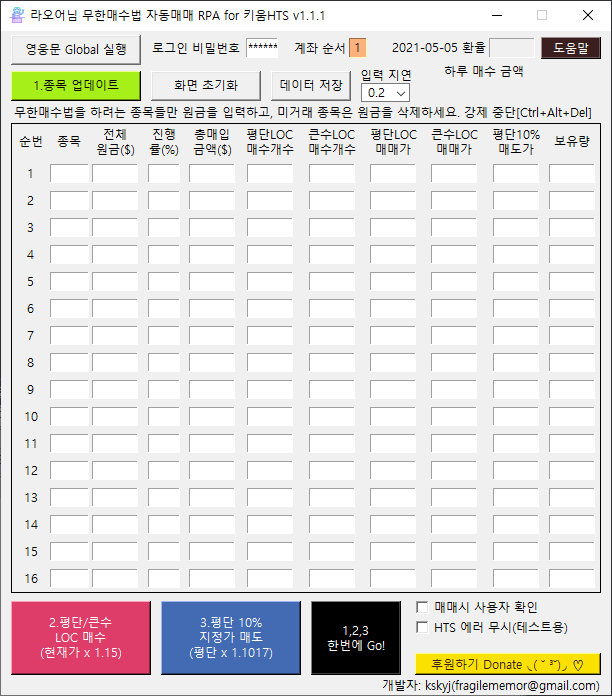 라오어님 무한매수법 자동매매 RPA for 키움HTS v1.1.1
영웅문 Global 실행 로그인 비밀번호 ****** 계좌 순서 1 2021-05-05 환율 도움말
1.종목 업데이트 화면 초기화 데이터 저장 입력 지연 하루 매수 금액
0.2
무한매수법을 하려는 종목들만 원금을 입력하고, 미거래 종목은 원금을 삭제하세요. 강제 중단[Ctrl+Alt+Del]
순번 종목 전체 원금($) 진행 률(%) 총매입 금액($) 평단LOC 매수개수 큰수LOC 매수개수 평단LOC 매매가 큰수LOC 매매가 평단10% 매도가 보유량
1
2
3
4
5
6
7
8
9
10
11
12
13
14
15
16
2.평단/큰수
LOC 매수
(현재가 x 1.15)
3.평단 10%
지정가 매도
(평단 x 1.1017)
1,2,3
한번에 Go!
매매시 사용자 확인
HTS 에러 무시(테스트용)
후원하기 Donate ◟( ˘ ³˘)◞ ♡
개발자: kskyj(fragilememor@gmail.com)